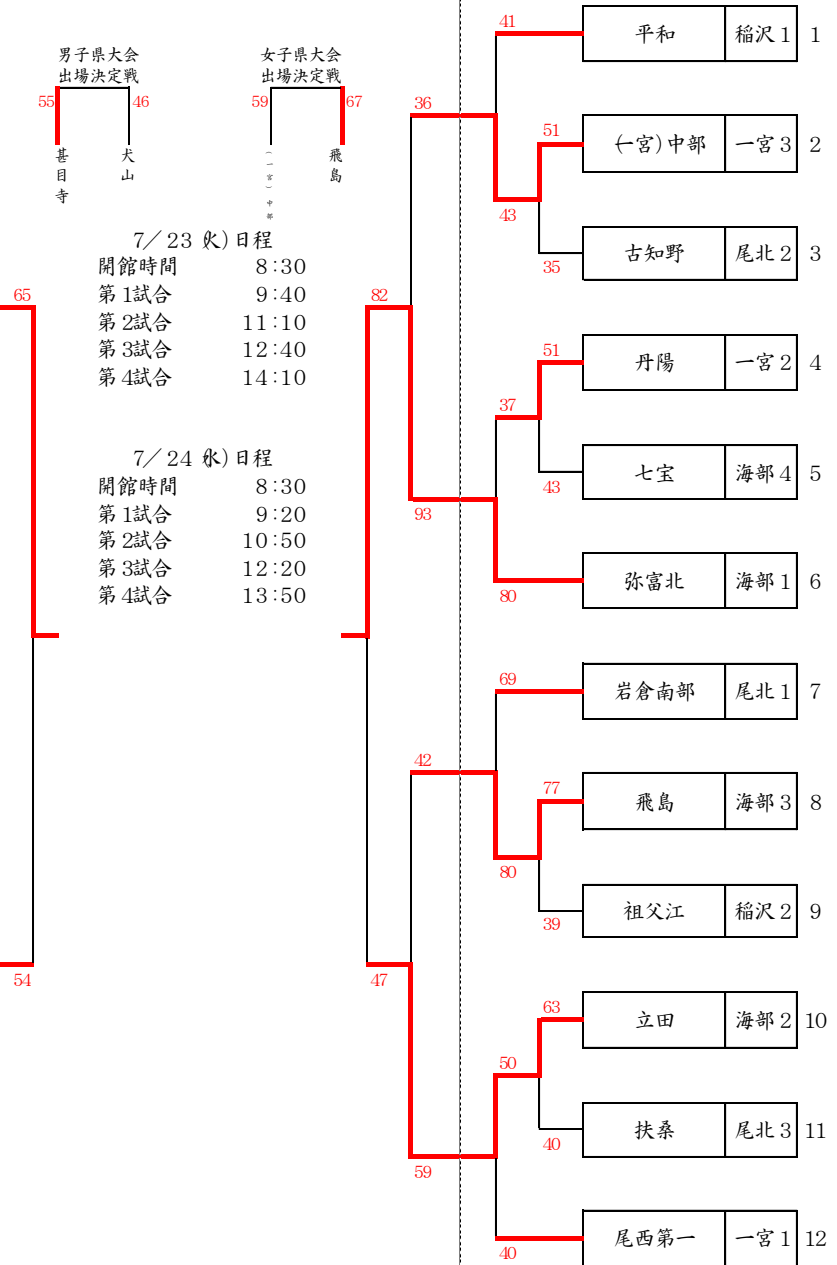 男子県大会
出場決定戦
55
46
甚目寺
犬山
女子県大会
出場決定戦
59
67
(一宮)中部
飛島
7/23火)日程
開館時間 8:30
第1試合 9:40
第2試合 11:10
第3試合 12:40
第4試合 14:10
7/24水)日程
開館時間 8:30
第1試合 9:20
第2試合 10:50
第3試合 12:20
第4試合 13:50
65
54
82
47
36
93
42
59
41
43
37
80
69
80
50
40
51
35
51
43
77
39
63
40
平和 稲沢1 1
(一宮)中部 一宮3 2
古知野 尾北2 3
丹陽 一宮2 4
七宝 海部4 5
弥富北 海部1 6
岩倉南部 尾北1 7
飛島 海部3 8
祖父江 稲沢2 9
立田 海部2 10
扶桑 尾北3 11
尾西第一 一宮1 12